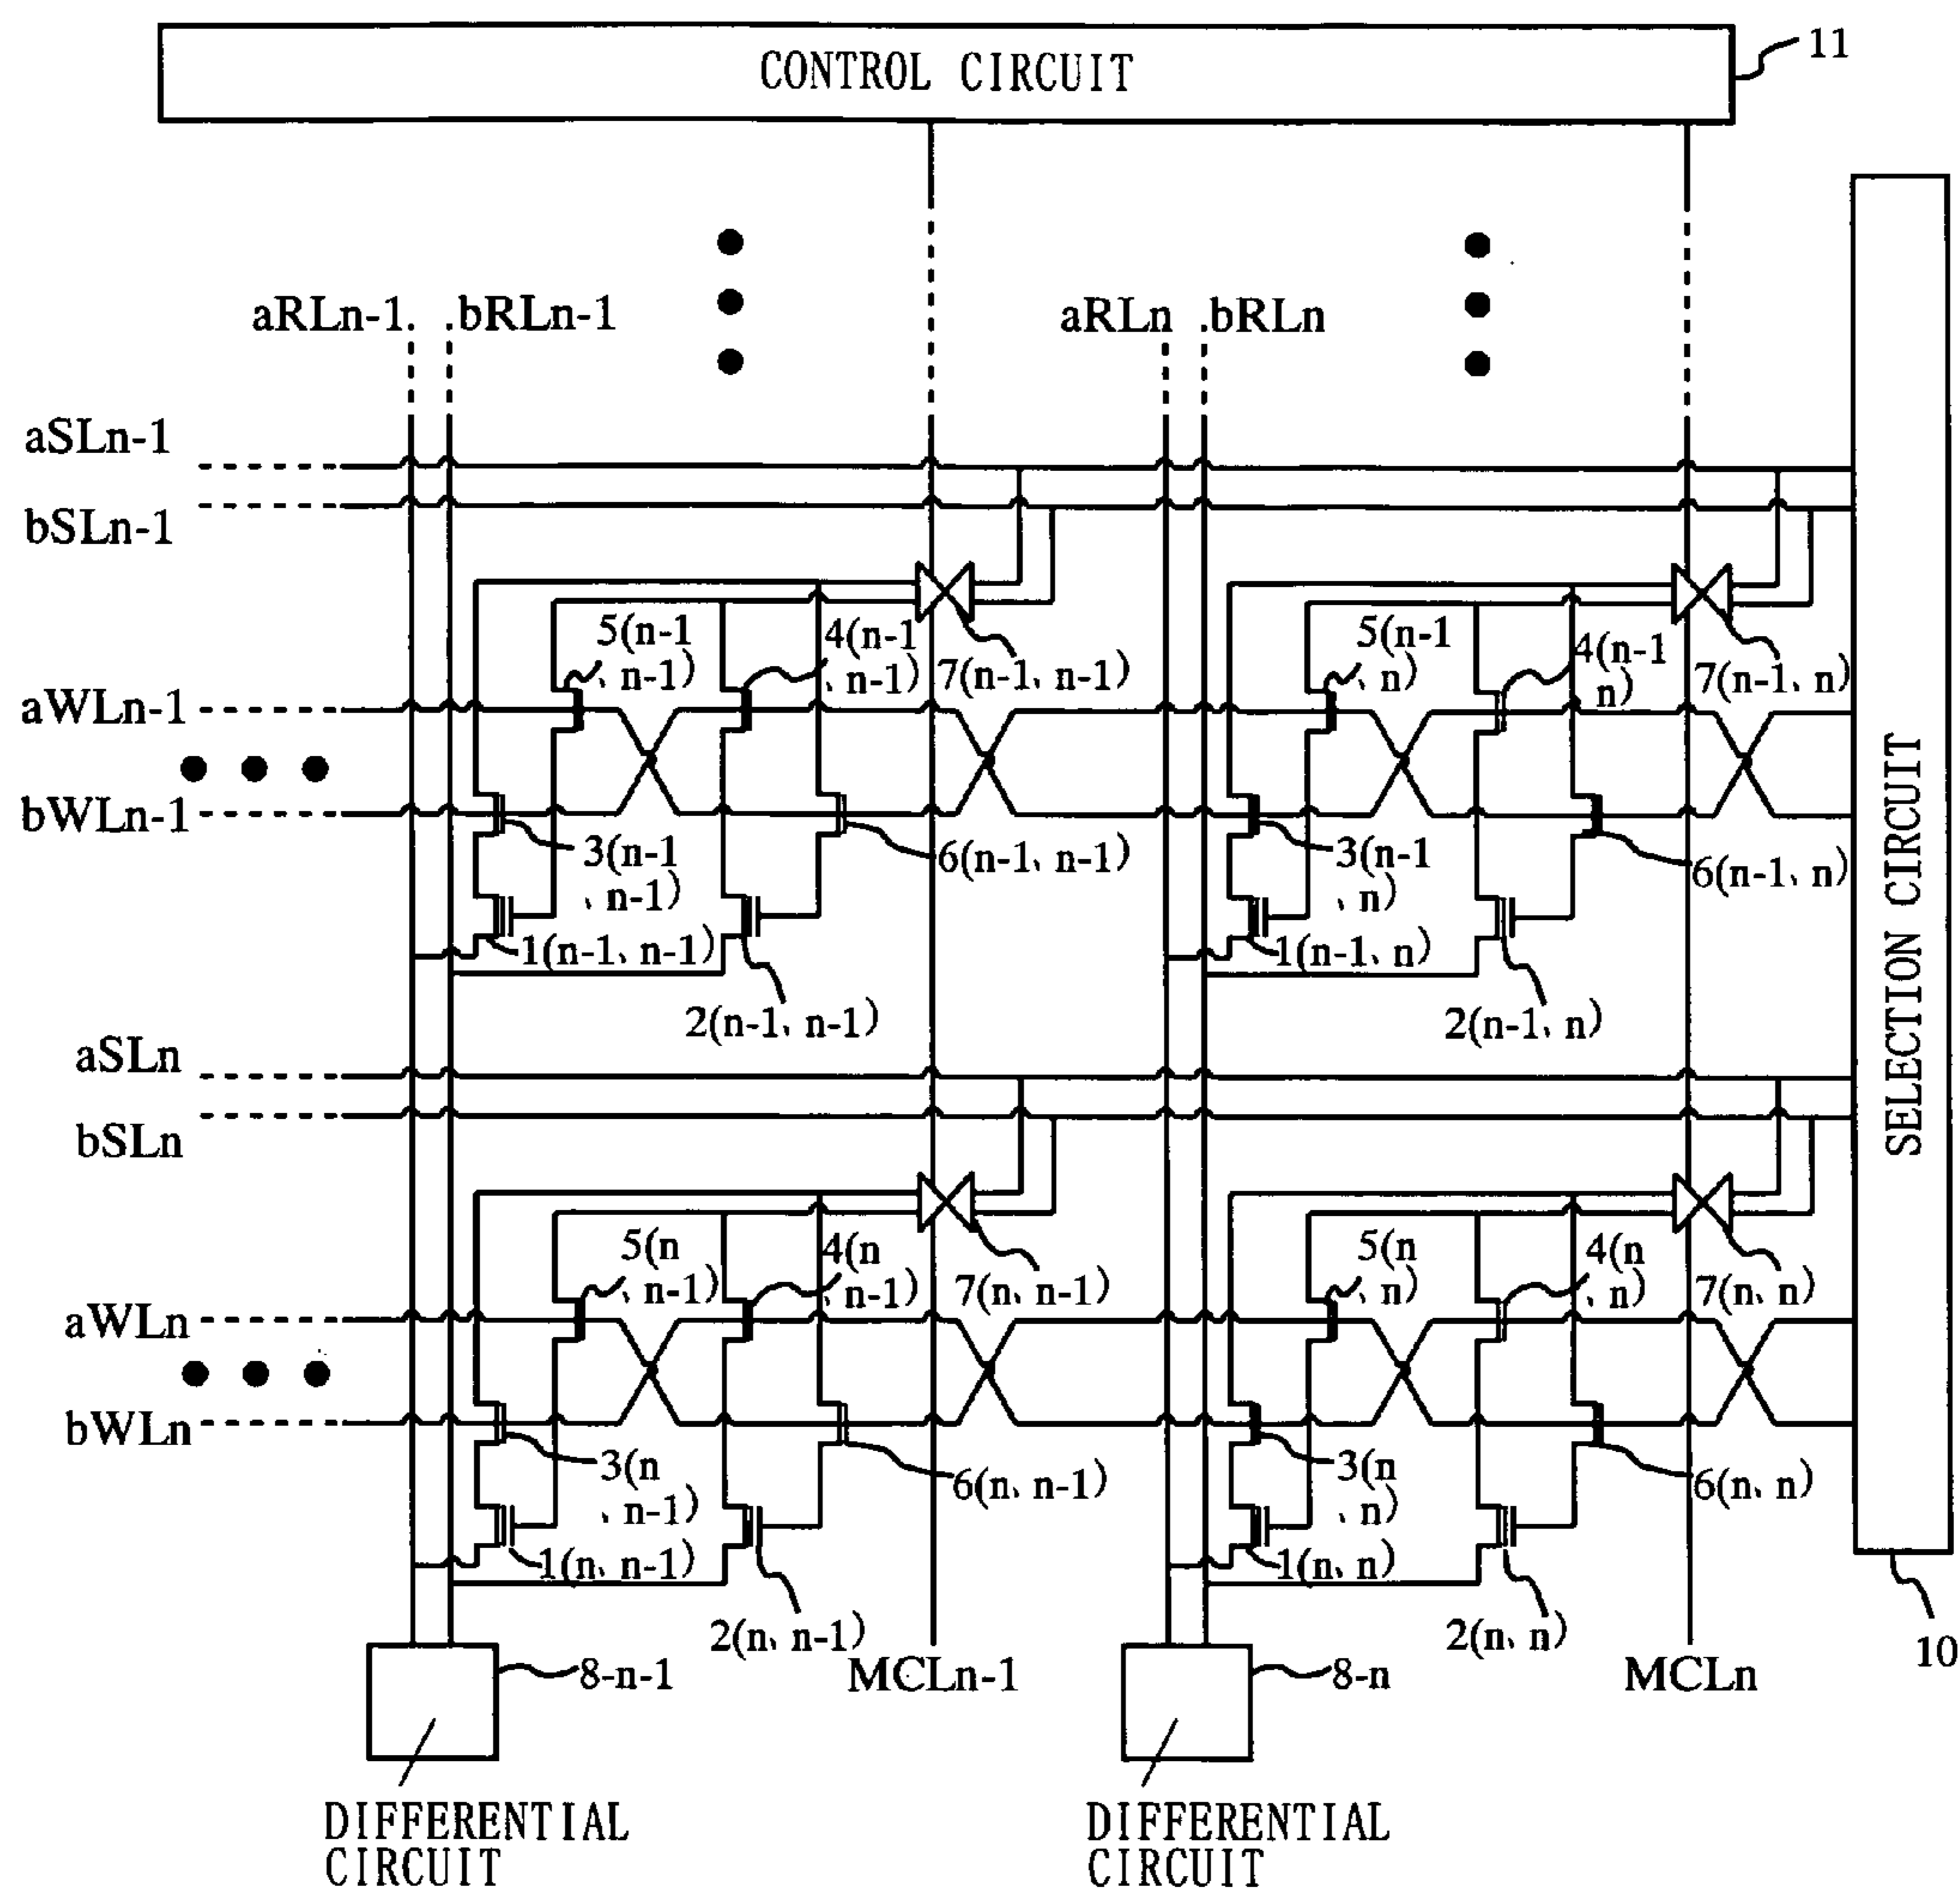 CONTROL CIRCUIT
11
aRLn-1
bRLn-1
aRLn
bRLn
aSLn-1
bSLn-1
5(n-1
、n-1)
4(n-1
、n-1)
7(n-1、n-1)
5(n-1
、n)
4(n-1
n)
7(n-1、n)
aWLn-1
bWLn-1
3(n-1
、n-1)
6(n-1、n-1)
3(n-1
、n)
6(n-1、n)
1(n-1、n-1)
1(n-1、n)
2(n-1、n-1)
2(n-1、n)
SELECTION CIRCUIT
aSLn
bSLn
5(n
、n-1)
4(n
、n-1)
7(n、n-1)
5(n
、n)
4(n
、n)
7(n、n)
aWLn
bWLn
3(n
、n-1)
6(n、n-1)
3(n
、n)
6(n、n)
1(n、n-1)
1(n、n)
2(n、n-1)
2(n、n)
10
8-n-1
MCLn-1
8-n
MCLn
DIFFERENTIAL
CIRCUIT
DIFFERENTIAL
CIRCUIT